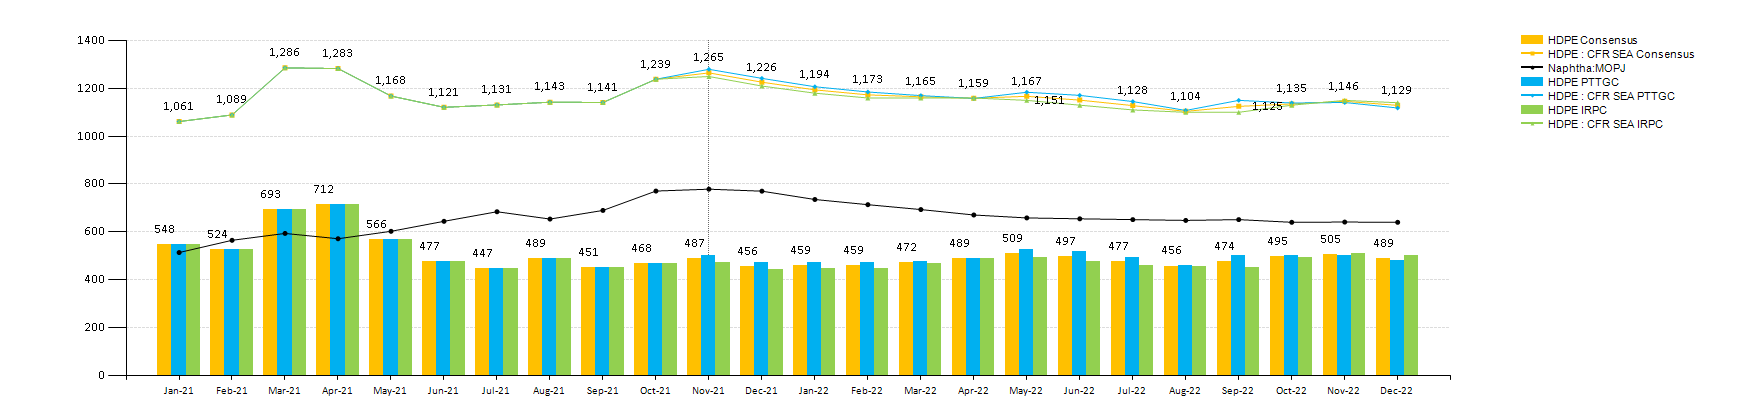 1400
1200
1000
800
600
400
200
0
1,061
1,089
1,286
1,283
1,168
1,121
1,131
1,143
1,141
1,239
1,265
1,226
1,194
1,173
1,165
1,159
1,167
1,151
1,128
1,104
1,125
1,135
1,146
1,129
548
524
693
712
566
477
447
489
451
468
487
456
459
459
472
489
509
497
477
456
474
495
505
489
Jan-21
Feb-21
Mar-21
Apr-21
May-21
Jun-21
Jul-21
Aug-21
Sep-21
Oct-21
Nov-21
Dec-21
Jan-22
Feb-22
Mar-22
Apr-22
May-22
Jun-22
Jul-22
Aug-22
Sep-22
Oct-22
Nov-22
Dec-22
HDPE Consensus
HDPE : CFR SEA Consensus
Naphtha:MOPJ
HDPE PTTGC
HDPE : CFR SEA PTTGC
HDPE IRPC
HDPE : CFR SEA IRPC